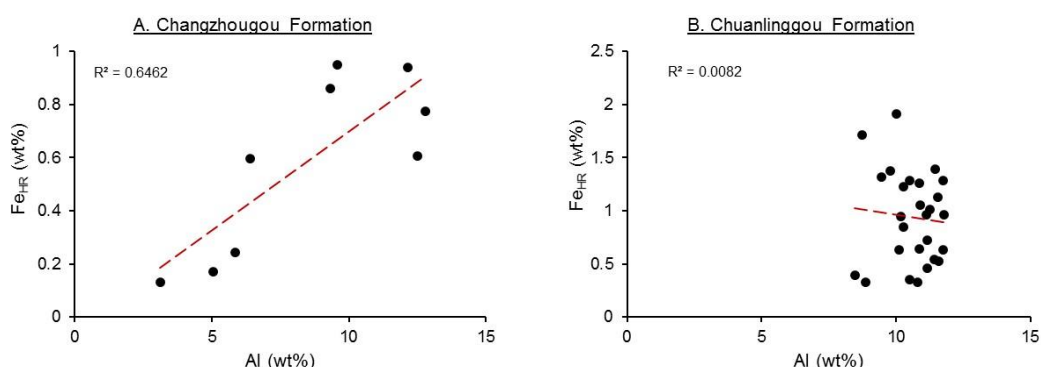 A. Changzhougou Formation
R² = 0.6462
1
0.8
0.6
0.4
0.2
0
0
5
10
15
Fe_HR (wt%)
Al (wt%)
B. Chuanlinggou Formation
R² = 0.0082
2.5
2
1.5
1
0.5
0
0
5
10
15
Fe_HR (wt%)
Al (wt%)